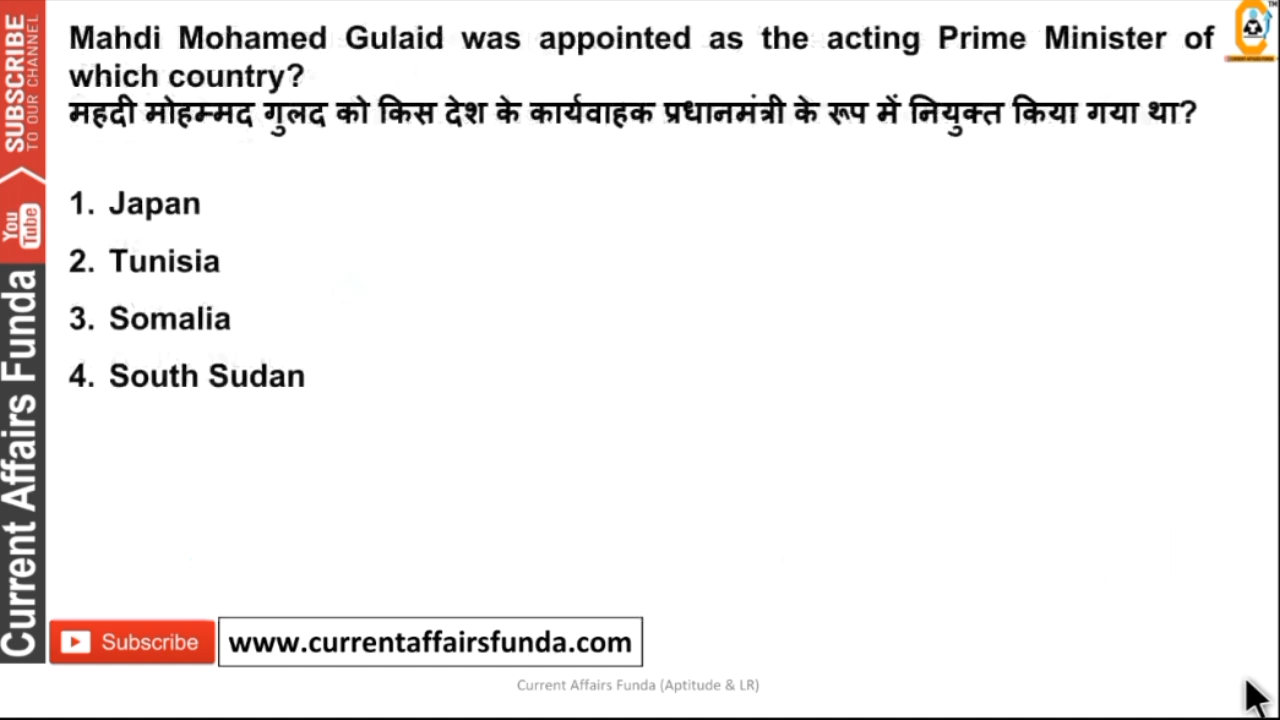 Mahdi Mohamed Gulaid was appointed as the acting Prime Minister of
which country?
महदी मोहम्मद गुलद को किस देश के कार्यवाहक प्रधानमंत्री के रूप में नियुक्त किया गया था?
1. Japan
2. Tunisia
3. Somalia
4. South Sudan
SUBSCRIBE
TO OUR CHANNEL
You
Tube
Current Affairs Funda
Subscribe
www.currentaffairsfunda.com
Current Affairs Funda (Aptitude & LR)